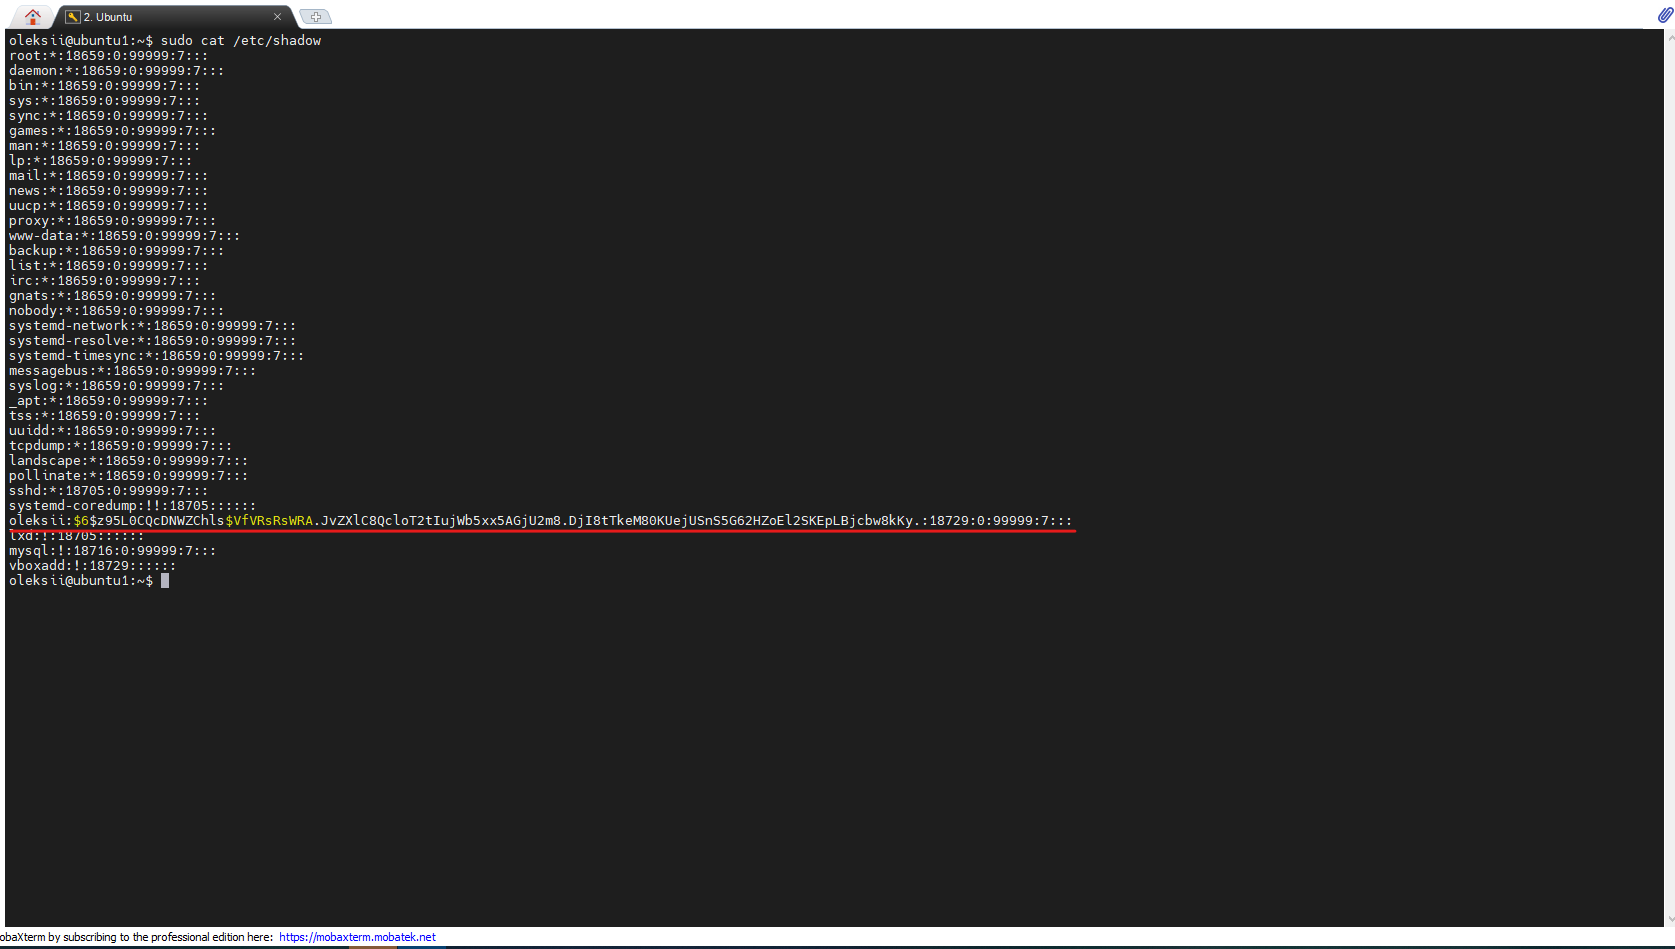 2. Ubuntu
oleksii@ubuntu1:~$ sudo cat /etc/shadow
root:*:18659:0:99999:7:::
daemon:*:18659:0:99999:7:::
bin:*:18659:0:99999:7:::
sys:*:18659:0:99999:7:::
sync:*:18659:0:99999:7:::
games:*:18659:0:99999:7:::
man:*:18659:0:99999:7:::
lp:*:18659:0:99999:7:::
mail:*:18659:0:99999:7:::
news:*:18659:0:99999:7:::
uucp:*:18659:0:99999:7:::
proxy:*:18659:0:99999:7:::
www-data:*:18659:0:99999:7:::
backup:*:18659:0:99999:7:::
list:*:18659:0:99999:7:::
irc:*:18659:0:99999:7:::
gnats:*:18659:0:99999:7:::
nobody:*:18659:0:99999:7:::
systemd-network:*:18659:0:99999:7:::
systemd-resolve:*:18659:0:99999:7:::
systemd-timesync:*:18659:0:99999:7:::
messagebus:*:18659:0:99999:7:::
syslog:*:18659:0:99999:7:::
_apt:*:18659:0:99999:7:::
tss:*:18659:0:99999:7:::
uuidd:*:18659:0:99999:7:::
tcpdump:*:18659:0:99999:7:::
landscape:*:18659:0:99999:7:::
pollinate:*:18659:0:99999:7:::
sshd:*:18705:0:99999:7:::
systemd-coredump:!!:18705::::::
oleksii:$6$z95L0CQcDNWZChls$VfVRsRsWRA.JvZXlC8QcloT2tIujWb5xx5AGjU2m8.DjI8tTkeM80KUejUSnS5G62HZoEl2SKEpLBjcbw8kKy.:18729:0:99999:7:::
lxd:!:18705::::::
mysql:!:18716:0:99999:7:::
vboxadd:!:18729::::::
oleksii@ubuntu1:~$
obaXterm by subscribing to the professional edition here: https://mobaxterm.mobatek.net